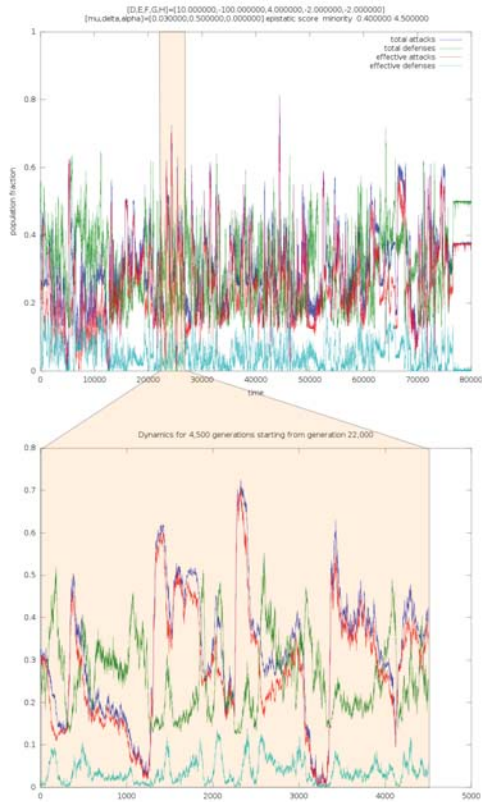 [D,E,F,G,H]=[10.000000,-100.000000,4.000000,-2.000000,-2.000000]
[mu,delta,alpha]=[0.030000,0.500000,0.000000] epistatic score minority 0.400000 4.500000
total attacks
total defenses
effective attacks
effective defenses
1
0.8
0.6
0.4
0.2
0
population fraction
0 10000 20000 30000 40000 50000 60000 70000 80000
time
Dynamics for 4,500 generations starting from generation 22,000
0.8
0.7
0.6
0.5
0.4
0.3
0.2
0.1
0
0 1000 2000 3000 4000 5000